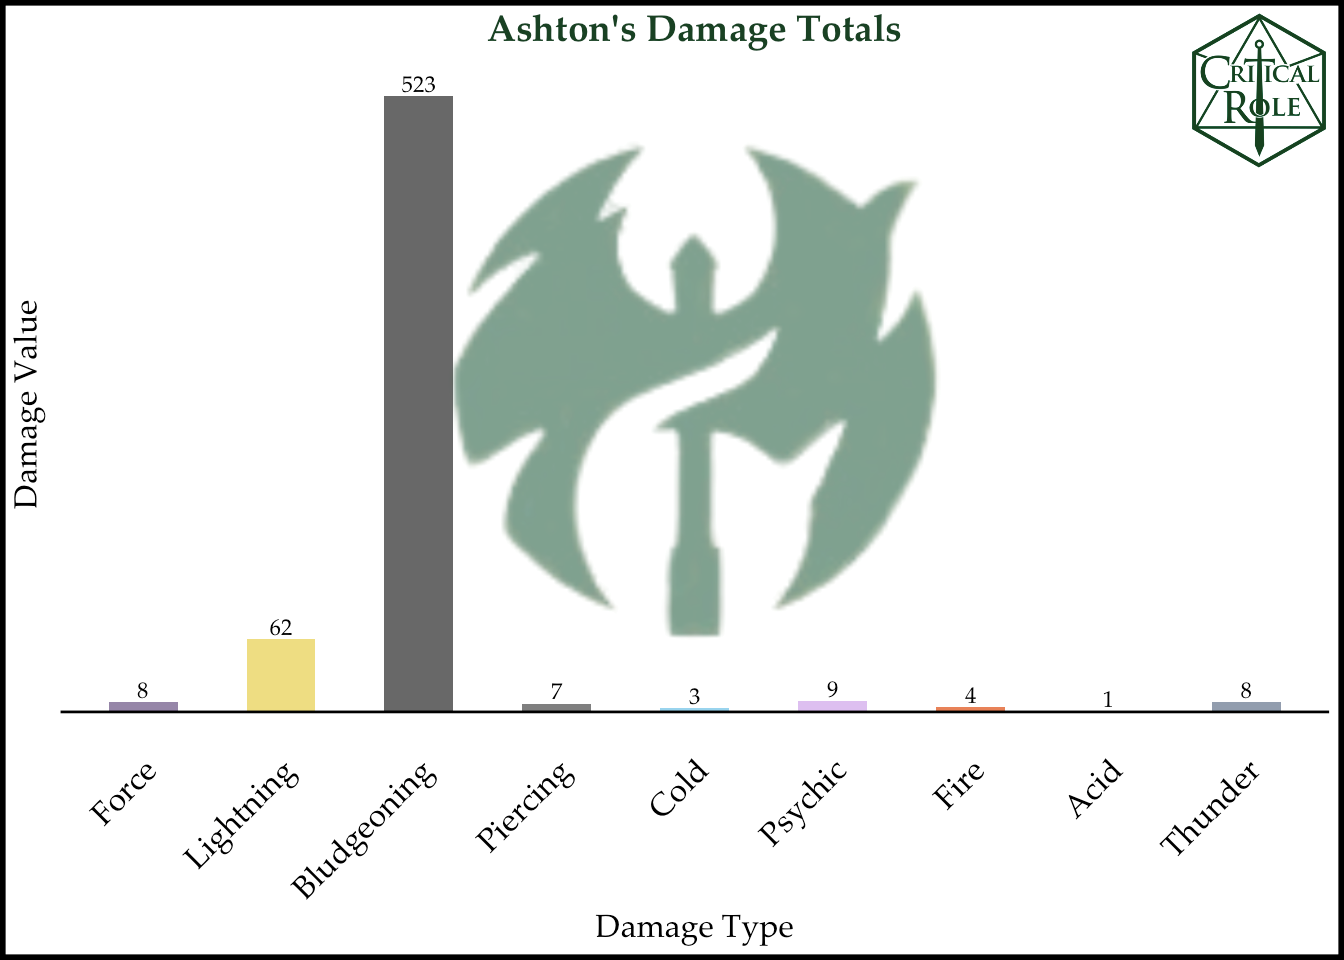 Ashton's Damage Totals
CRITICAL
ROLE
Damage Value
523
62
8
7
3
9
4
1
8
Force
Lightning
Bludgeoning
Piercing
Cold
Psychic
Fire
Acid
Thunder
Damage Type